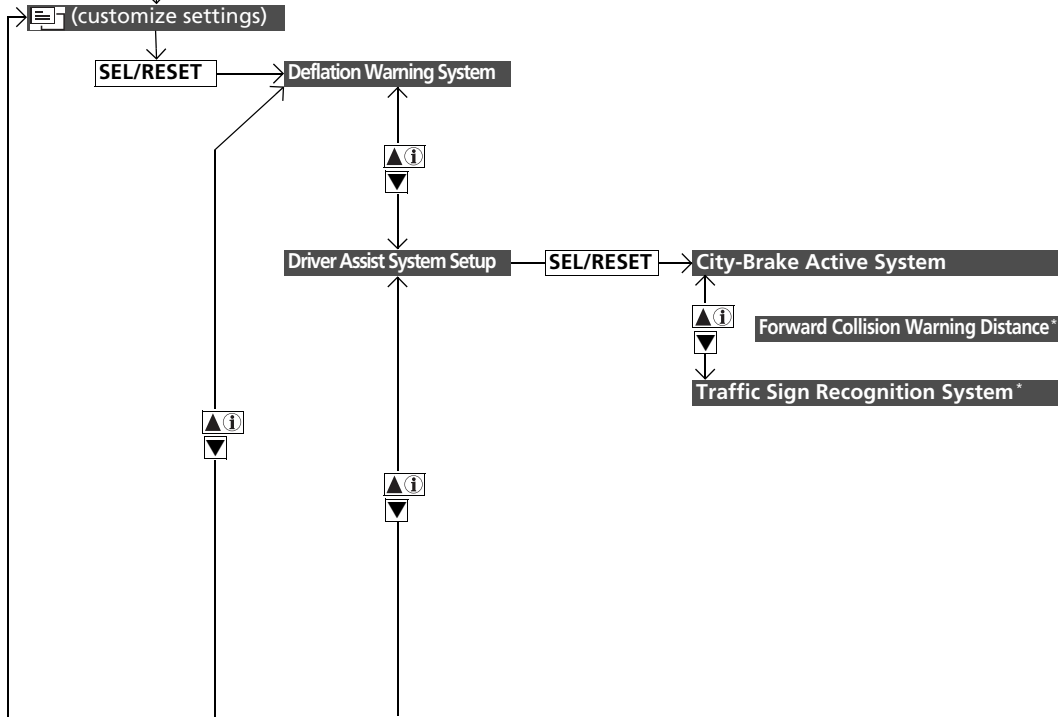 (customize settings)
SEL/RESET
Deflation Warning System
▲ⓘ
▼
Driver Assist System Setup
SEL/RESET
City-Brake Active System
▲ⓘ
▼
Forward Collision Warning Distance*
Traffic Sign Recognition System*
▲ⓘ
▼
▲ⓘ
▼